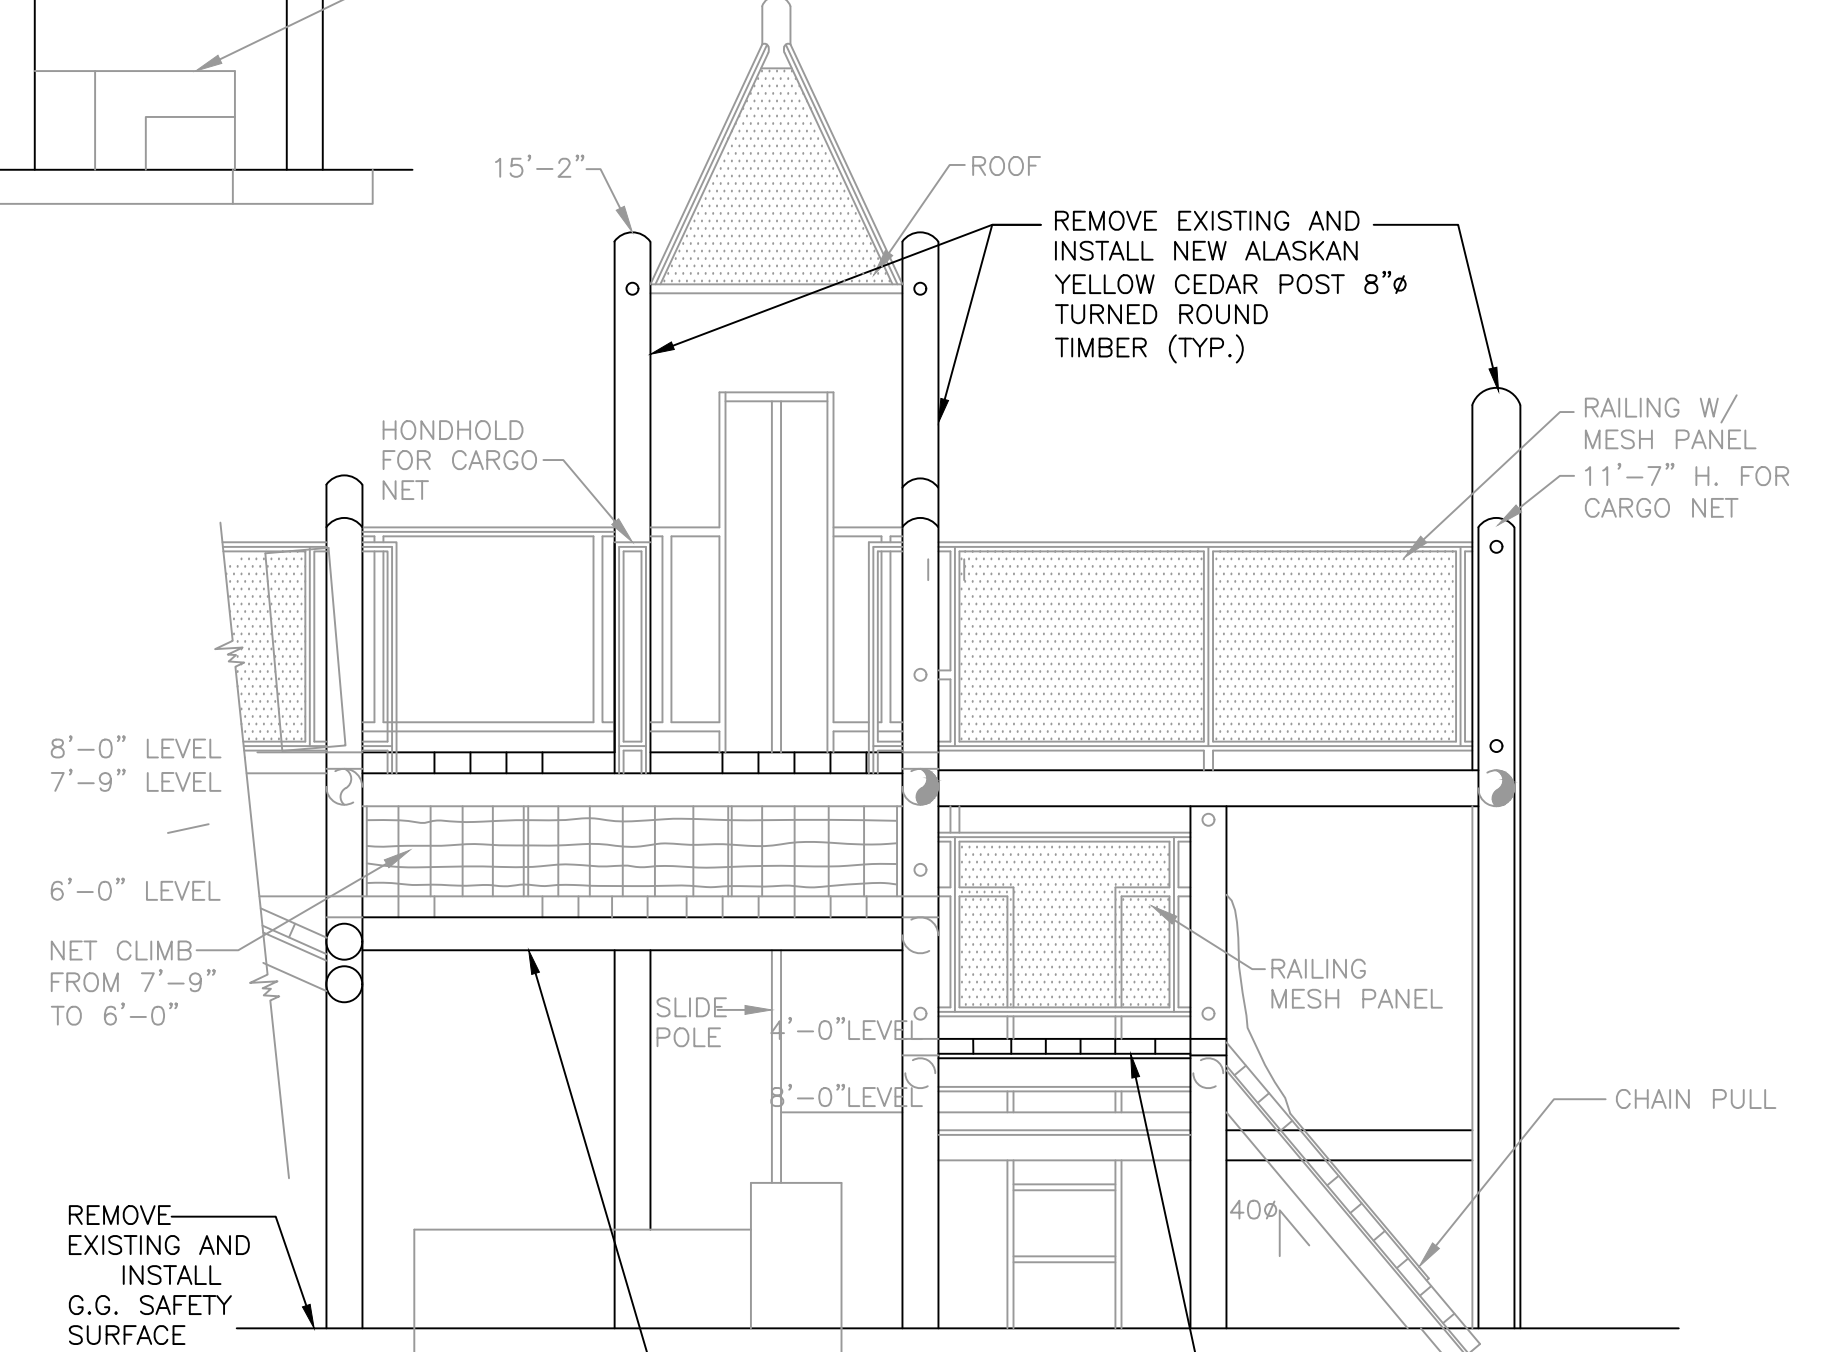 15'-2"
ROOF
REMOVE EXISTING AND
INSTALL NEW ALASKAN
YELLOW CEDAR POST 8"ø
TURNED ROUND
TIMBER (TYP.)
HONDHOLD
FOR CARGO
NET
RAILING W/
MESH PANEL
11'-7" H. FOR
CARGO NET
8'-0" LEVEL
7'-9" LEVEL
6'-0" LEVEL
NET CLIMB
FROM 7'-9"
TO 6'-0"
SLIDE
POLE
4'-0"LEVEL
8'-0"LEVEL
RAILING
MESH PANEL
CHAIN PULL
40ø
REMOVE
EXISTING AND
INSTALL
G.G. SAFETY
SURFACE